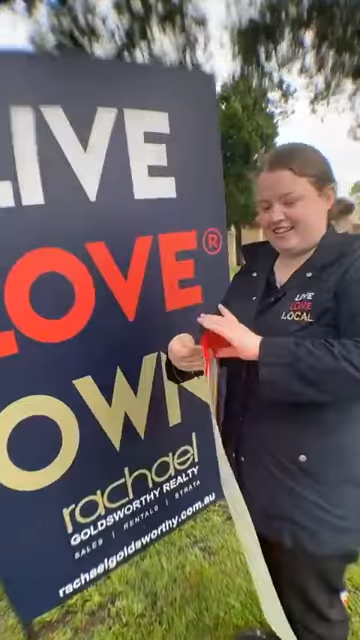 LIVE
LOVE®
OWN
rachael
GOLDSWORTHY REALTY
SALES | RENTALS | STRATA
rachaelgoldsworthy.com.au
LIVE
LOVE
LOCAL